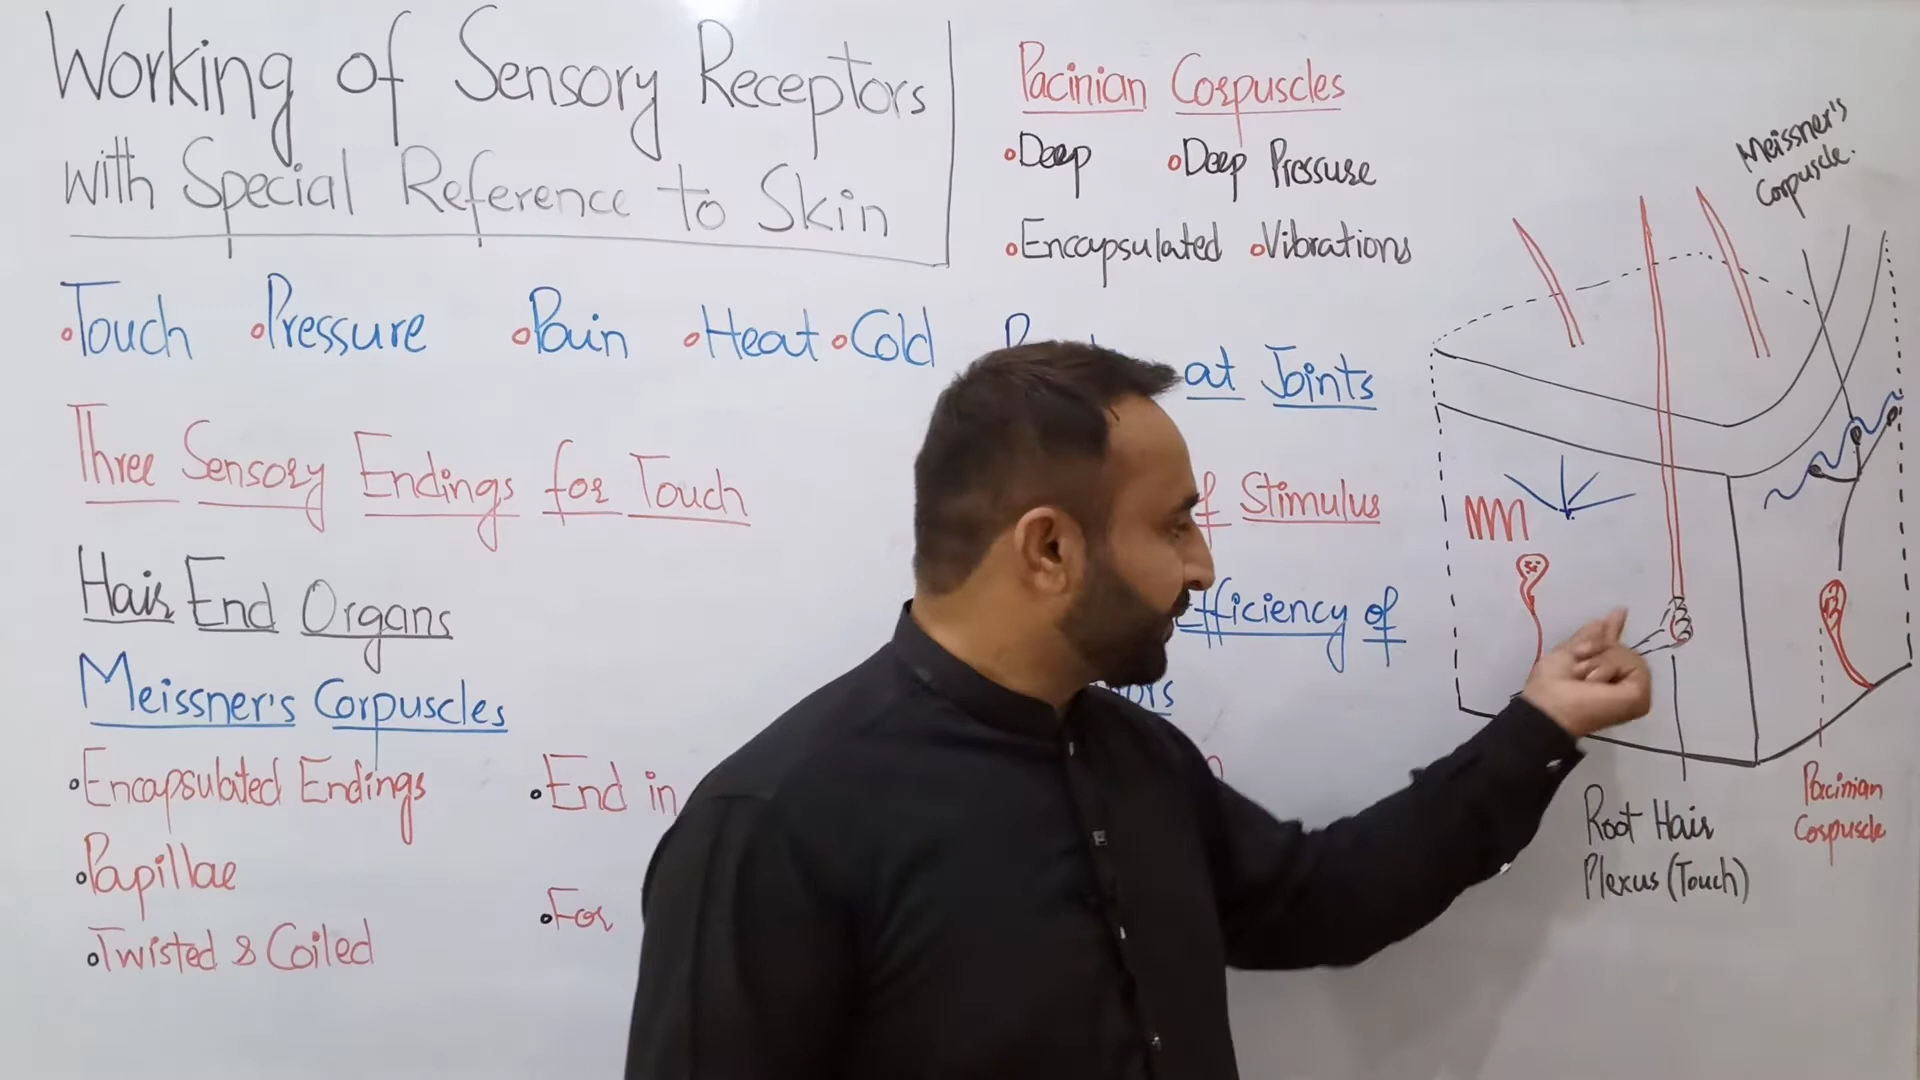 Working of Sensory Receptors
with Special Reference to Skin
•Touch •Pressure •Pain •Heat •Cold
Three Sensory Endings for Touch
Hair End Organs
Meissner's Corpuscles
•Encapsulated Endings •End in
•Papillae
•For
•Twisted & Coiled
Pacinian Corpuscles
•Deep •Deep Pressure
•Encapsulated •Vibrations
at Joints
of Stimulus
Efficiency of
Meissner's
Corpuscle.
Root Hair
Plexus (Touch)
Pacinian
Corpuscle